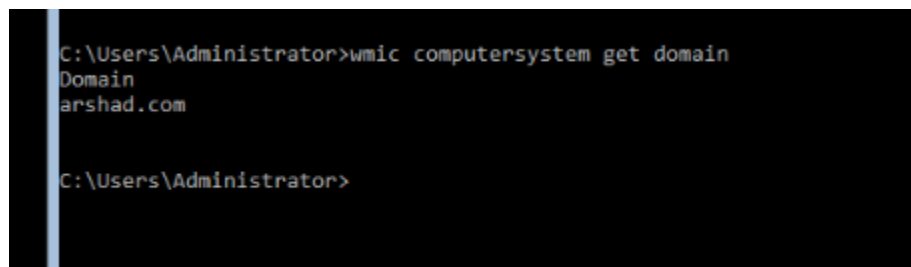 C:\Users\Administrator>wmic computersystem get domain
Domain
arshad.com
C:\Users\Administrator>